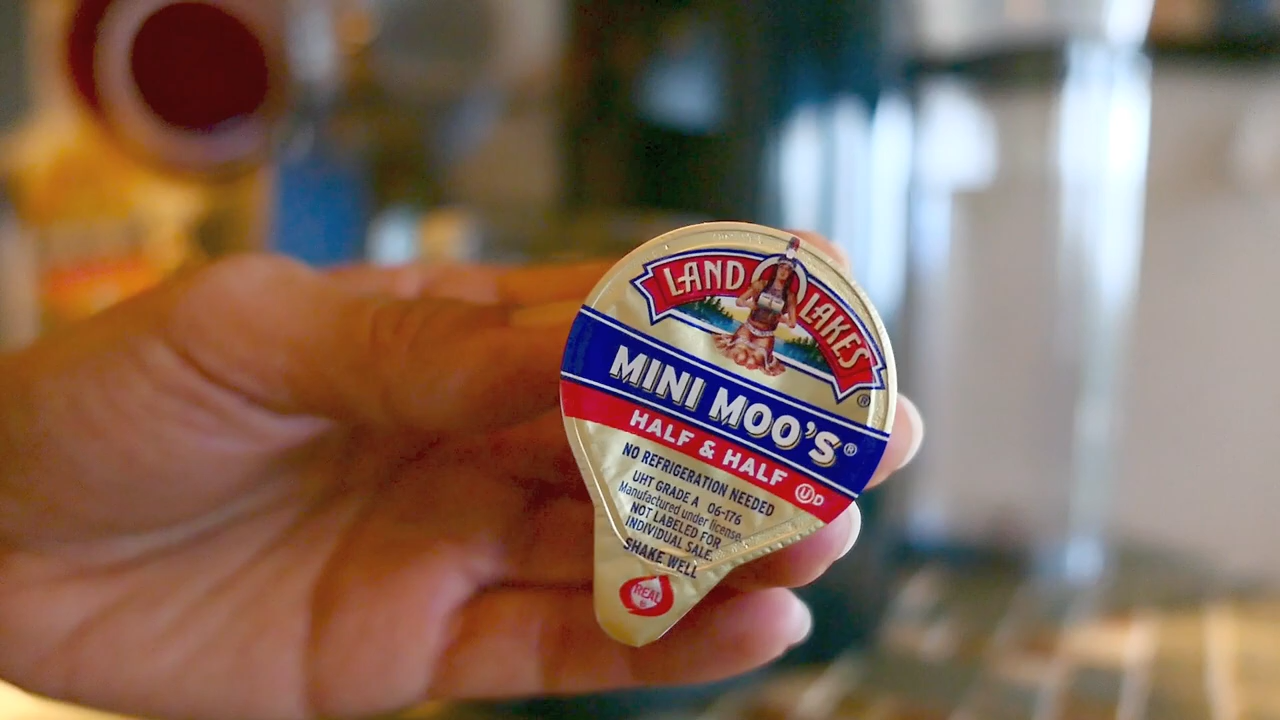 LAND O LAKES®
MINI MOO'S®
HALF & HALF
U D
NO REFRIGERATION NEEDED
UHT GRADE A 06-176
Manufactured under license.
NOT LABELED FOR
INDIVIDUAL SALE.
SHAKE WELL
REAL